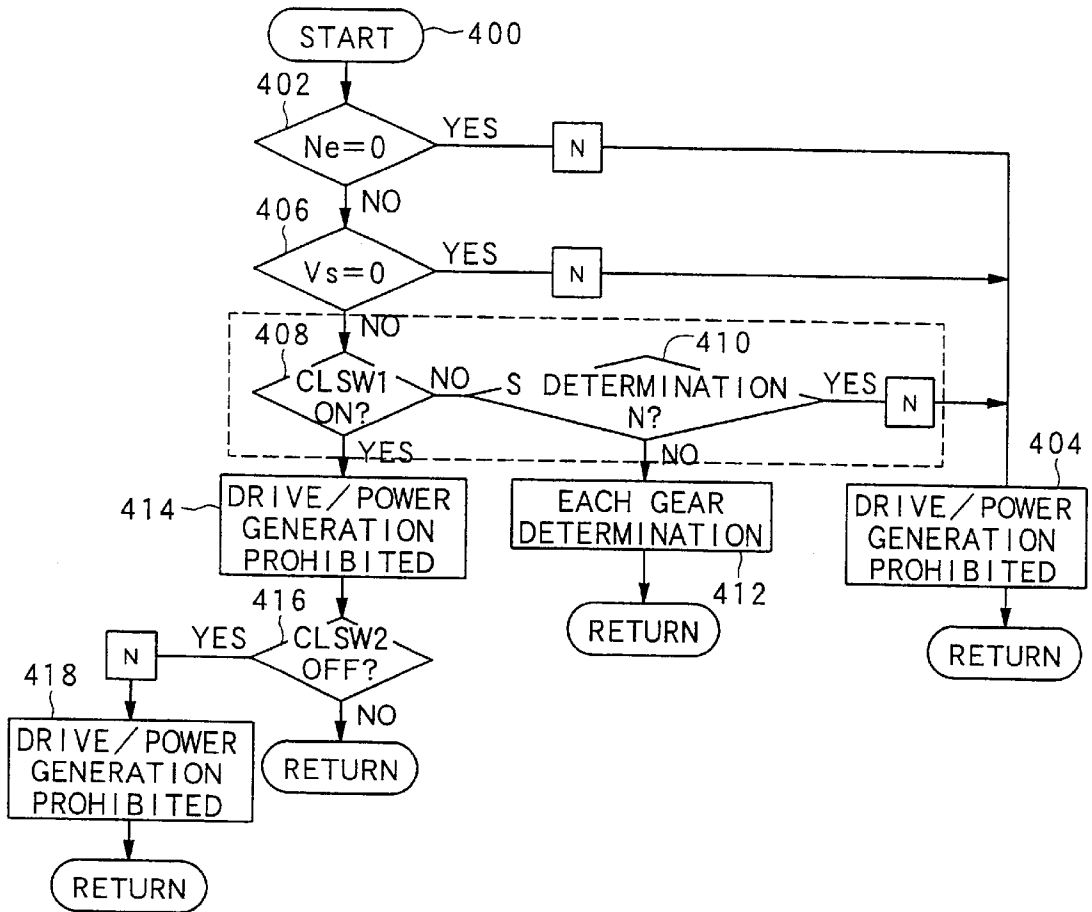 START
400
402
Ne=0
YES
N
NO
406
Vs=0
YES
N
NO
408
CLSW1
ON?
NO
410
S DETERMINATION
N?
YES
N
YES
NO
414
DRIVE/POWER
GENERATION
PROHIBITED
EACH GEAR
DETERMINATION
412
RETURN
404
DRIVE/POWER
GENERATION
PROHIBITED
RETURN
416
CLSW2
OFF?
YES
N
NO
RETURN
418
DRIVE/POWER
GENERATION
PROHIBITED
RETURN